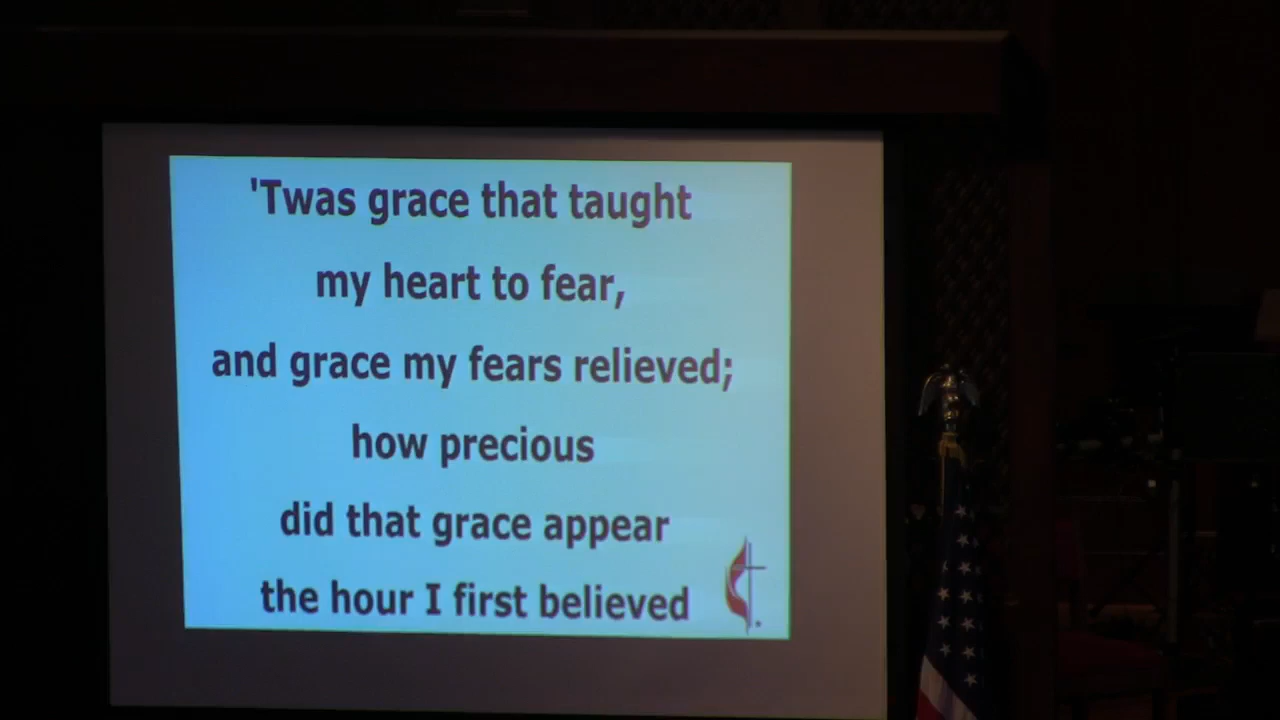 'Twas grace that taught
my heart to fear,
and grace my fears relieved;
how precious
did that grace appear
the hour I first believed